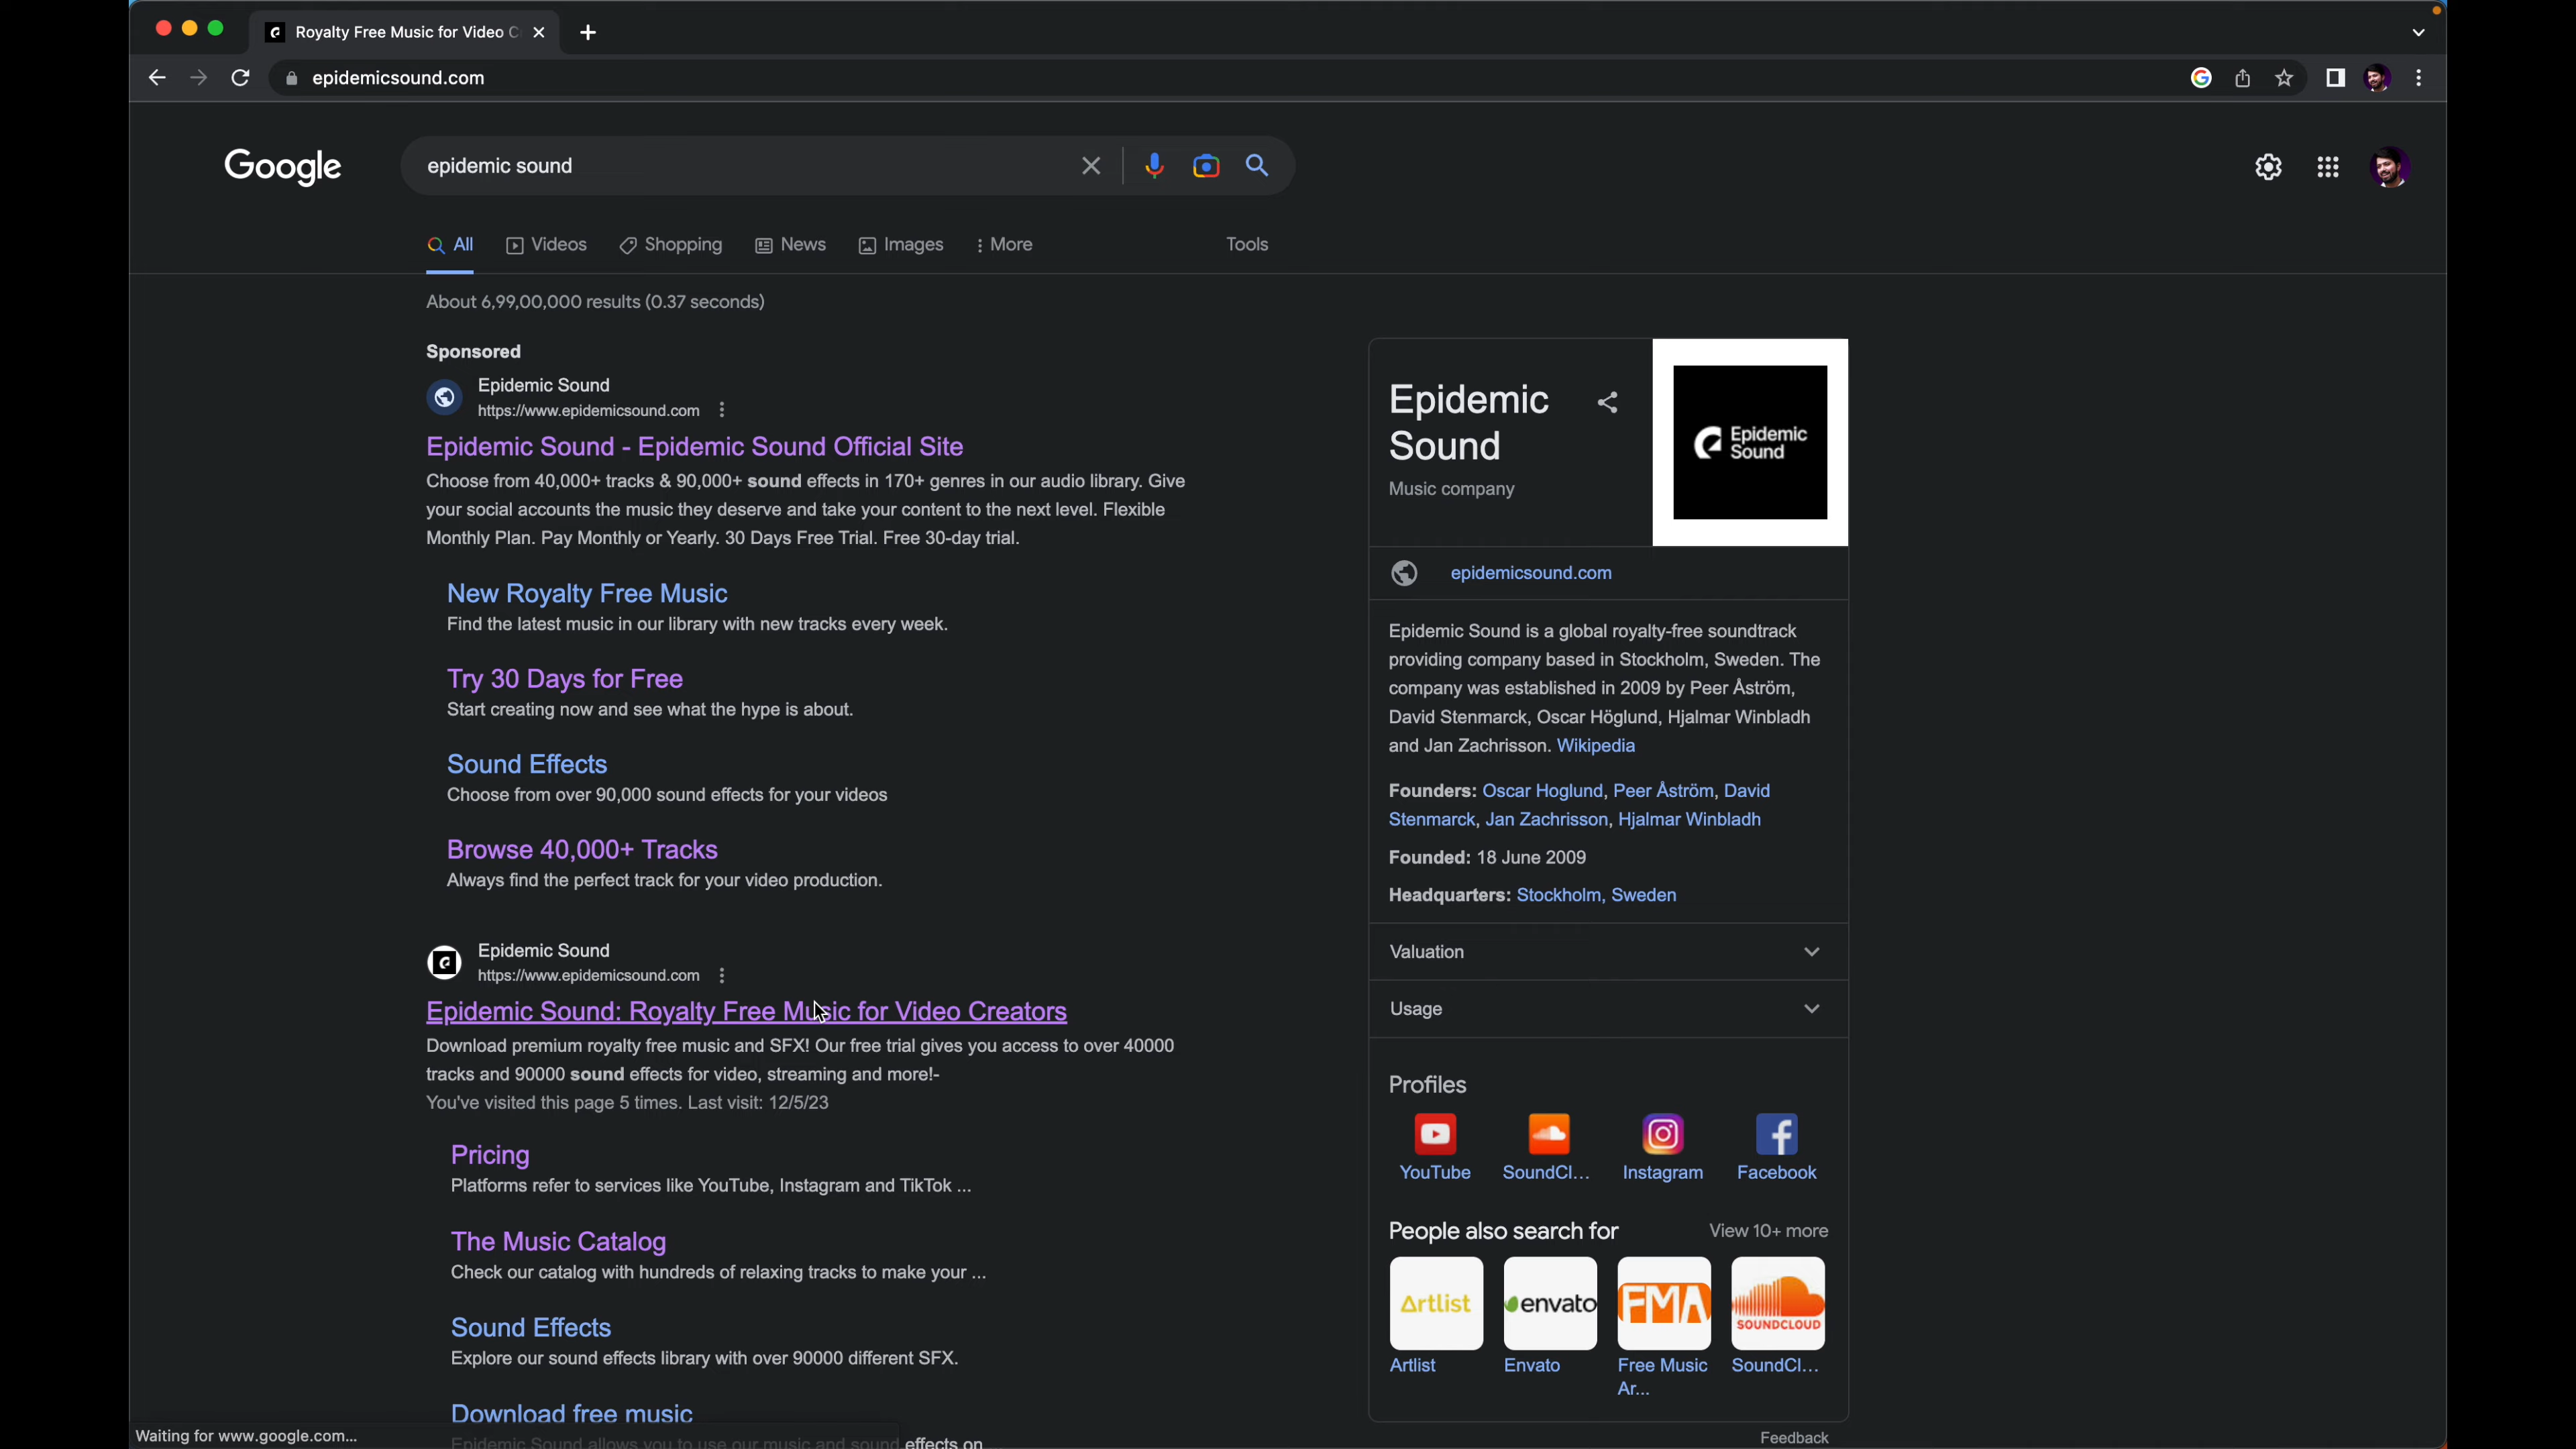 Royalty Free Music for Video C
epidemicsound.com
Google
epidemic sound
All
Videos
Shopping
News
Images
More
Tools
About 6,99,00,000 results (0.37 seconds)
Sponsored
Epidemic Sound
https://www.epidemicsound.com
Epidemic Sound - Epidemic Sound Official Site
Choose from 40,000+ tracks & 90,000+ sound effects in 170+ genres in our audio library. Give
your social accounts the music they deserve and take your content to the next level. Flexible
Monthly Plan. Pay Monthly or Yearly. 30 Days Free Trial. Free 30-day trial.
New Royalty Free Music
Find the latest music in our library with new tracks every week.
Try 30 Days for Free
Start creating now and see what the hype is about.
Sound Effects
Choose from over 90,000 sound effects for your videos
Browse 40,000+ Tracks
Always find the perfect track for your video production.
Epidemic Sound
https://www.epidemicsound.com
Epidemic Sound: Royalty Free Music for Video Creators
Download premium royalty free music and SFX! Our free trial gives you access to over 40000
tracks and 90000 sound effects for video, streaming and more!-
You've visited this page 5 times. Last visit: 12/5/23
Pricing
Platforms refer to services like YouTube, Instagram and TikTok ...
The Music Catalog
Check our catalog with hundreds of relaxing tracks to make your ...
Sound Effects
Explore our sound effects library with over 90000 different SFX.
Download free music
Epidemic Sound allows you to use our music and sound effects on
Waiting for www.google.com...
Epidemic
Sound
Music company
Epidemic
Sound
epidemicsound.com
Epidemic Sound is a global royalty-free soundtrack
providing company based in Stockholm, Sweden. The
company was established in 2009 by Peer Åström,
David Stenmarck, Oscar Höglund, Hjalmar Winbladh
and Jan Zachrisson. Wikipedia
Founders: Oscar Hoglund, Peer Åström, David
Stenmarck, Jan Zachrisson, Hjalmar Winbladh
Founded: 18 June 2009
Headquarters: Stockholm, Sweden
Valuation
Usage
Profiles
YouTube
SoundCl...
Instagram
Facebook
People also search for
View 10+ more
Artlist
envato
FMA
SOUNDCLOUD
Artlist
Envato
Free Music
Ar...
SoundCl...
Feedback